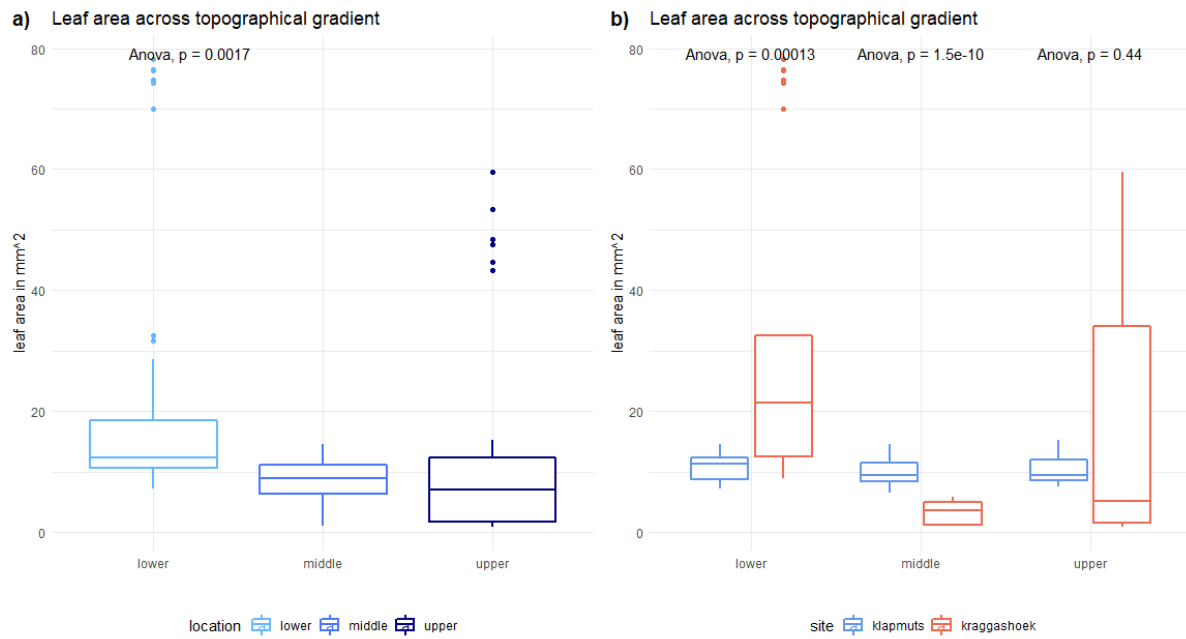 a) Leaf area across topographical gradient
Anova, p = 0.0017
80
60
40
20
0
leaf area in mm^2
lower middle upper
location lower middle upper
b) Leaf area across topographical gradient
Anova, p = 0.00013 Anova, p = 1.5e-10 Anova, p = 0.44
80
60
40
20
0
leaf area in mm^2
lower middle upper
site klapmuts kraggashoek